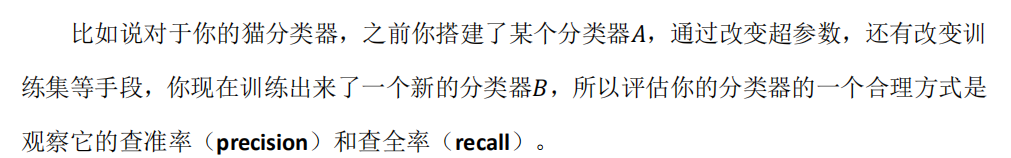 比如说对于你的猫分类器，之前你搭建了某个分类器A，通过改变超参数，还有改变训
练集等手段，你现在训练出来了一个新的分类器B，所以评估你的分类器的一个合理方式是
观察它的查准率（precision）和查全率（recall）。